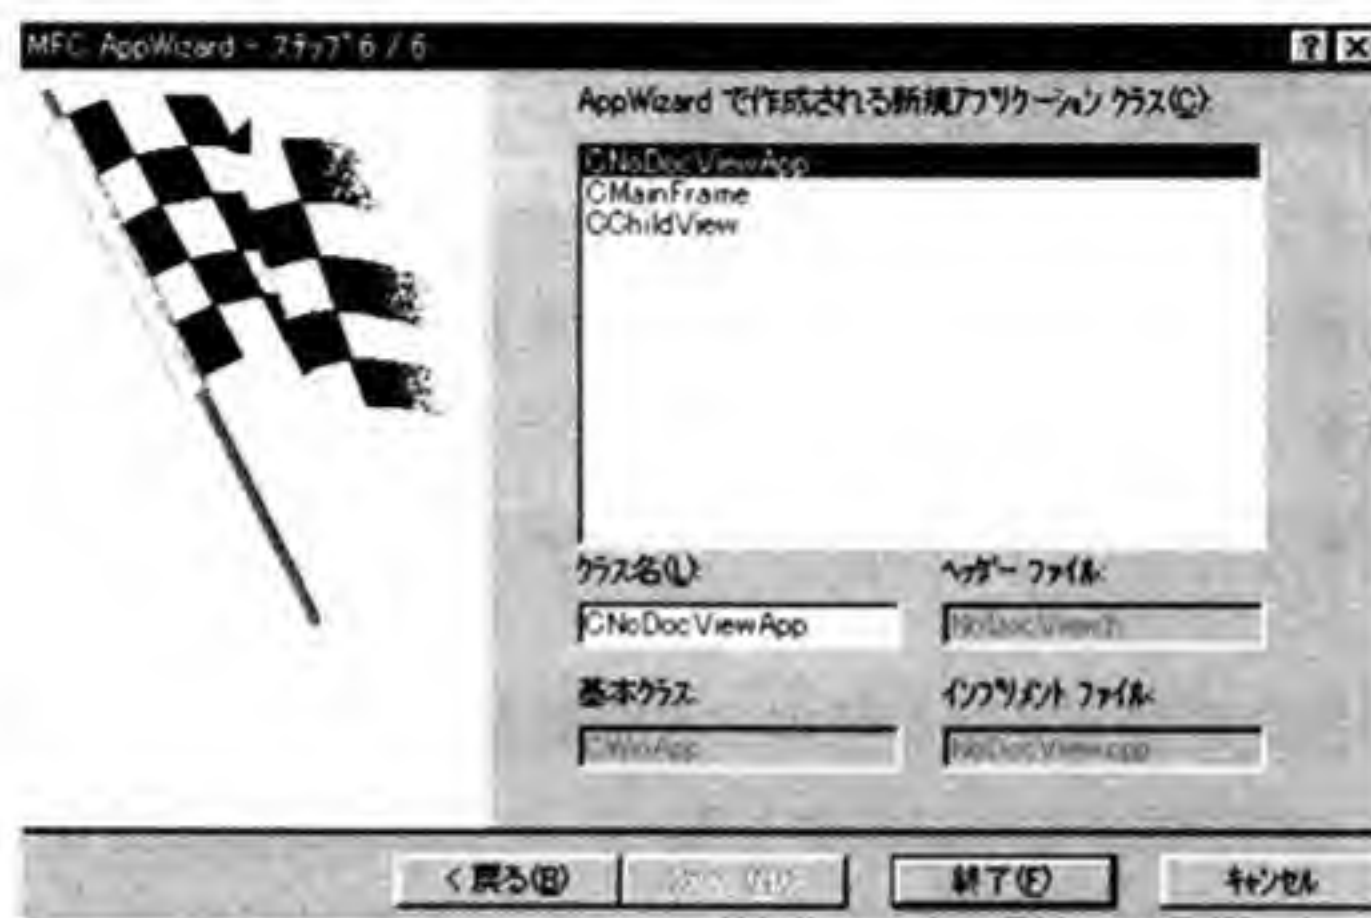 MFC AppWizard - ステップ 6 / 6
AppWizard で作成される新規アプリケーション クラス(C):
CNoDocViewApp
CMainFrame
CChildView
クラス名(L):
ヘッダー ファイル:
CNoDocViewApp
NoDocView.h
基本クラス:
インプリメント ファイル:
CWinApp
NoDocView.cpp
< 戻る(B)
終了(F)
キャンセル